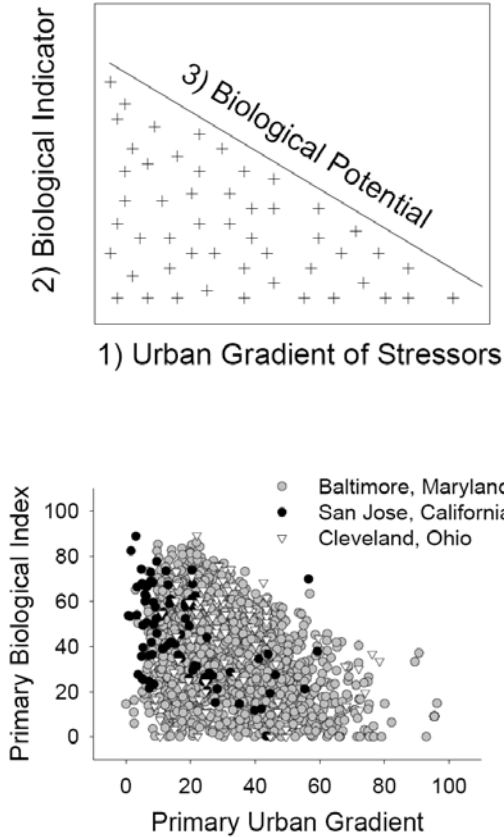 2) Biological Indicator
3) Biological Potential
1) Urban Gradient of Stressors
Primary Biological Index
100
80
60
40
20
0
Baltimore, Maryland
San Jose, California
Cleveland, Ohio
0 20 40 60 80 100
Primary Urban Gradient